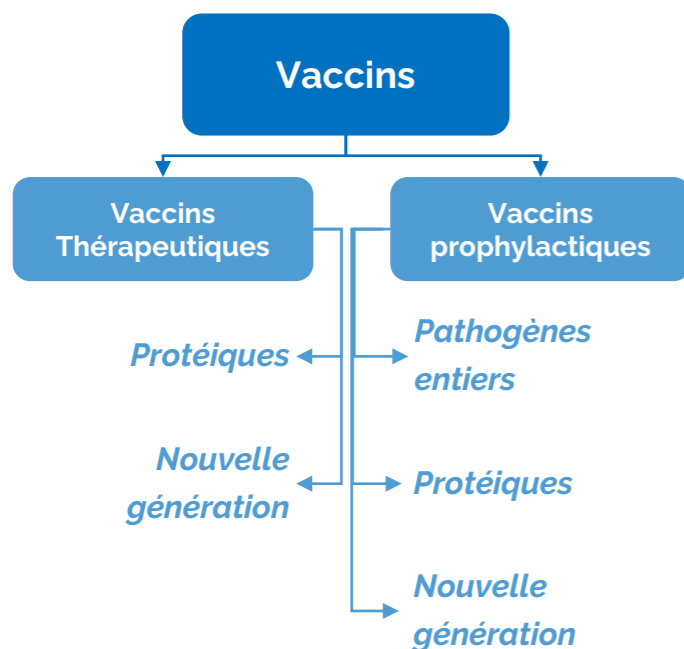 Vaccins
Vaccins
Thérapeutiques
Vaccins
prophylactiques
Protéiques
Nouvelle
génération
Pathogènes
entiers
Protéiques
Nouvelle
génération